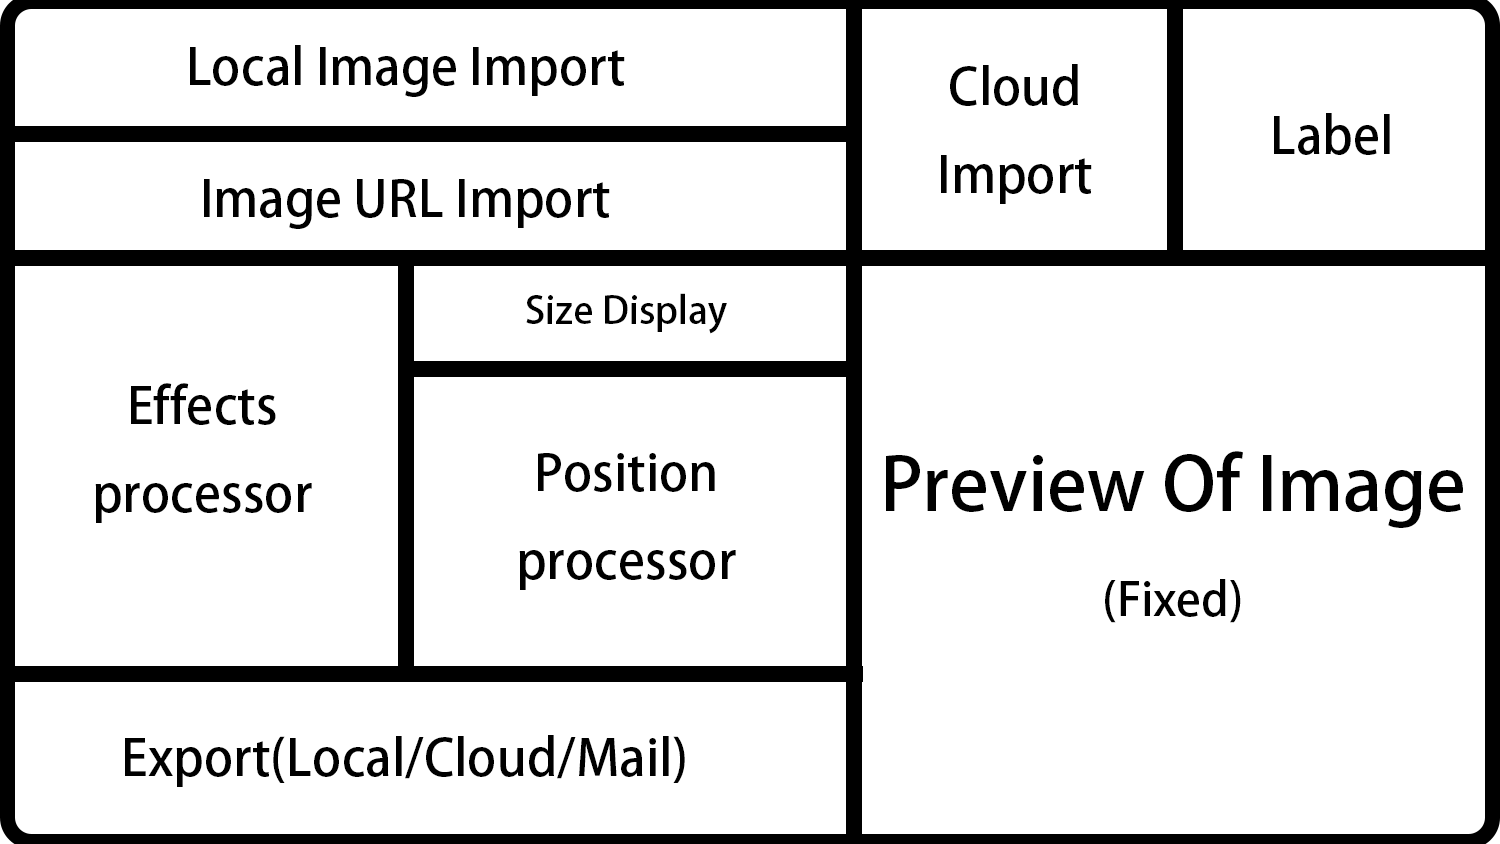 Local Image Import
Image URL Import
Cloud
Import
Label
Effects
processor
Size Display
Position
processor
Preview Of Image
(Fixed)
Export(Local/Cloud/Mail)